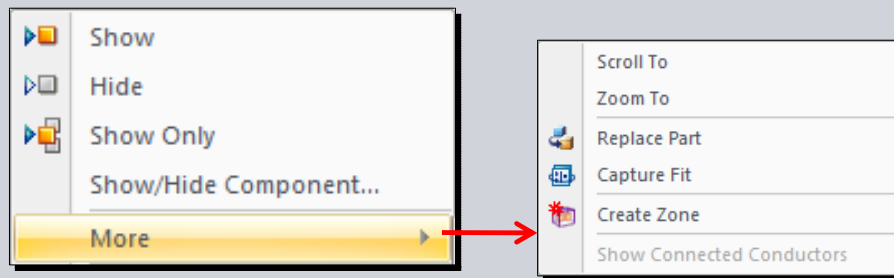 Show
Hide
Show Only
Show/Hide Component...
More
Scroll To
Zoom To
Replace Part
Capture Fit
Create Zone
Show Connected Conductors